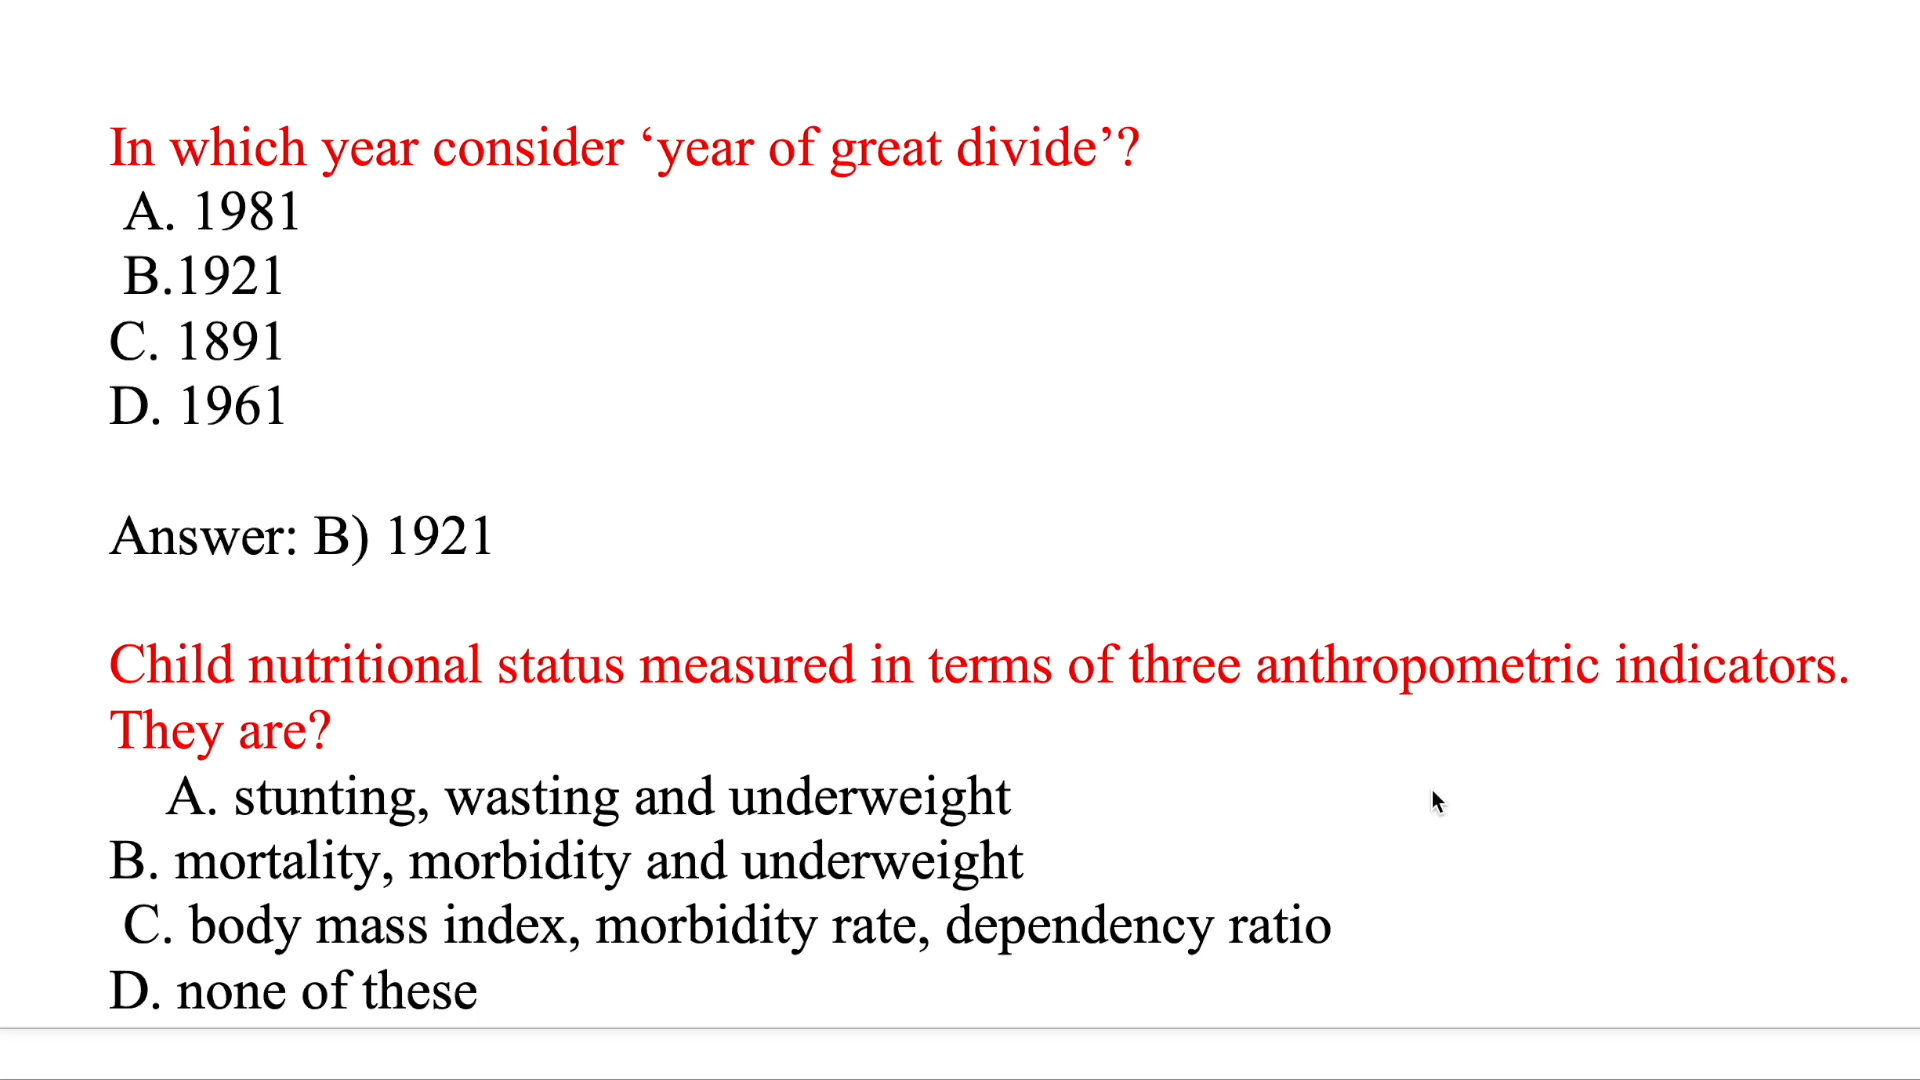 In which year consider ‘year of great divide’?
A. 1981
B.1921
C. 1891
D. 1961
Answer: B) 1921
Child nutritional status measured in terms of three anthropometric indicators.
They are?
A. stunting, wasting and underweight
B. mortality, morbidity and underweight
C. body mass index, morbidity rate, dependency ratio
D. none of these